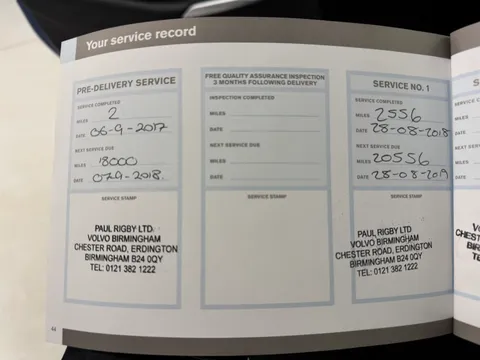 Your service record
PRE-DELIVERY SERVICE
SERVICE COMPLETED
MILES 2
DATE 06-9-2017
NEXT SERVICE DUE
MILES 18000
DATE 029-2018
SERVICE STAMP
PAUL RIGBY LTD
VOLVO BIRMINGHAM
CHESTER ROAD, ERDINGTON
BIRMINGHAM B24 0QY
TEL: 0121 382 1222
FREE QUALITY ASSURANCE INSPECTION
3 MONTHS FOLLOWING DELIVERY
INSPECTION COMPLETED
MILES
DATE
NEXT SERVICE DUE
MILES
DATE
SERVICE STAMP
SERVICE NO. 1
SERVICE COMPLETED
MILES 2556
DATE 28-08-2018
NEXT SERVICE DUE
MILES 20556
DATE 28-08-2019
SERVICE STAMP
PAUL RIGBY LTD.
VOLVO BIRMINGHAM
CHESTER ROAD, ERDINGTON
BIRMINGHAM B24 0QY
TEL: 0121 382 1222
44